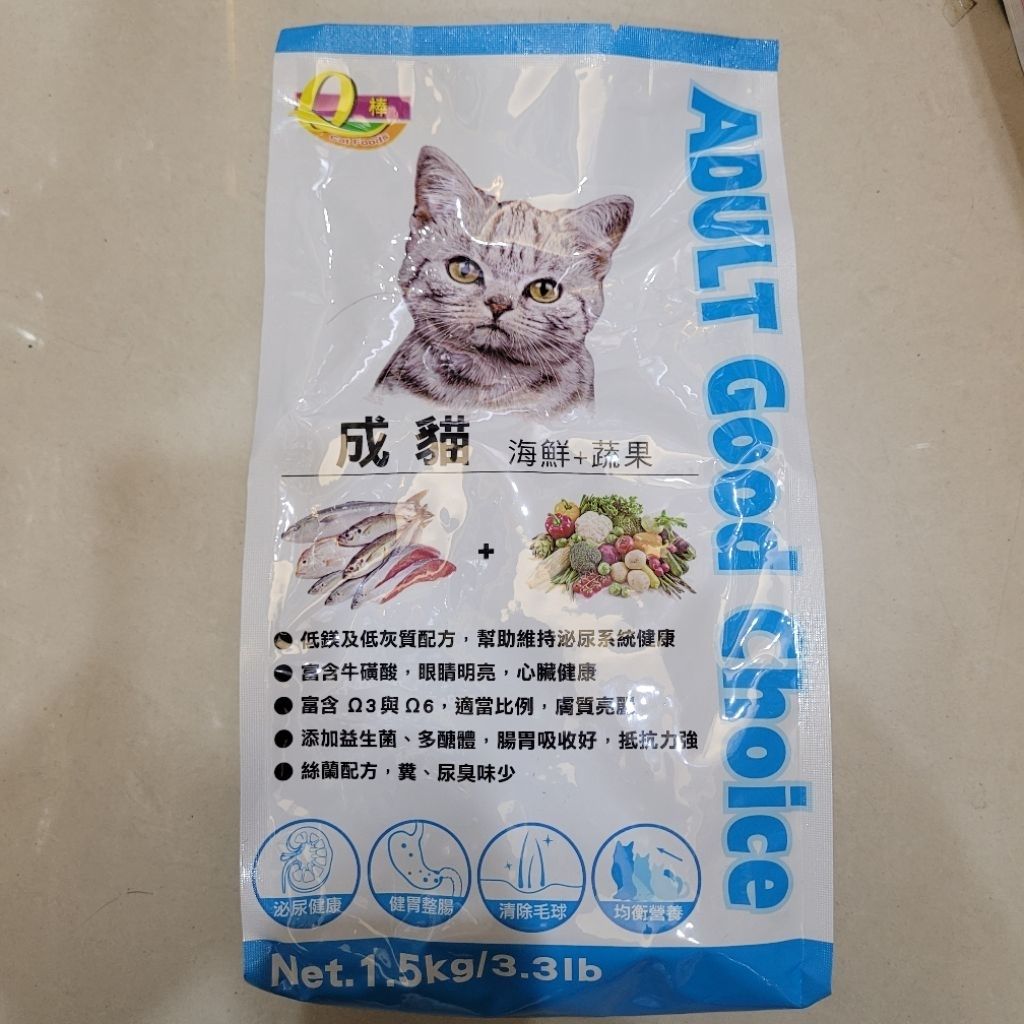 Q 棒
Cat Foods
ADULT Good Choice
成貓 海鮮+蔬果
+
● 低鎂及低灰質配方，幫助維持泌尿系統健康
● 富含牛磺酸，眼睛明亮，心臟健康
● 富含 Ω3與 Ω6，適當比例，膚質亮麗
● 添加益生菌、多醣體，腸胃吸收好，抵抗力強
● 絲蘭配方，糞、尿臭味少
泌尿健康 健胃整腸 清除毛球 均衡營養
Net.1.5kg/3.3lb